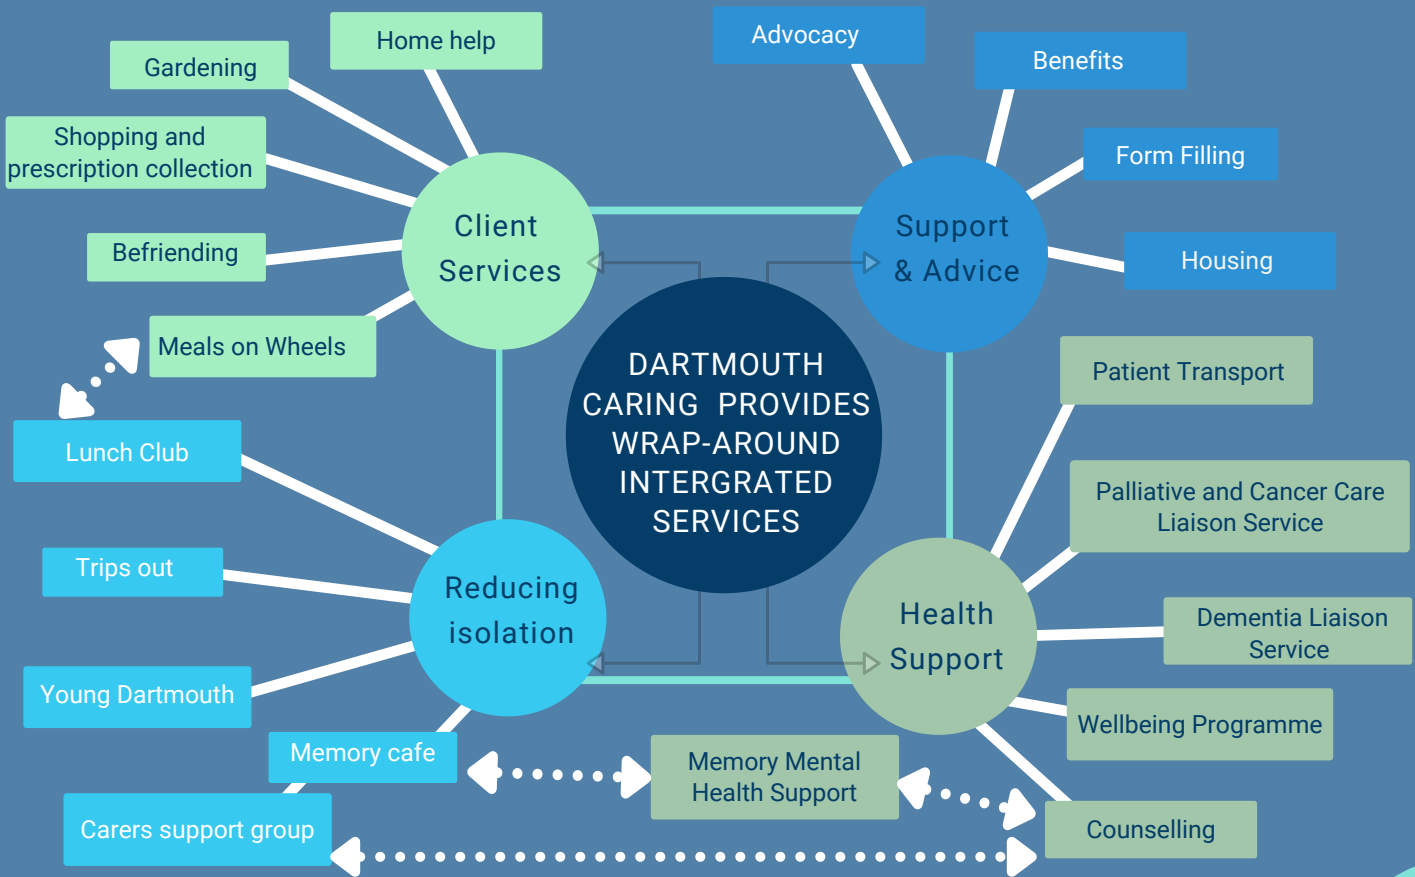 Home help
Gardening
Shopping and
prescription collection
Befriending
Meals on Wheels
Client
Services
Advocacy
Benefits
Form Filling
Housing
Support
& Advice
DARTMOUTH
CARING PROVIDES
WRAP-AROUND
INTERGRATED
SERVICES
Lunch Club
Trips out
Young Dartmouth
Memory cafe
Carers support group
Reducing
isolation
Patient Transport
Palliative and Cancer Care
Liaison Service
Dementia Liaison
Service
Wellbeing Programme
Counselling
Memory Mental
Health Support
Health
Support